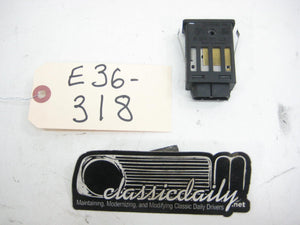 E36-
318
classicdaily
.net
Maintaining, Modernizing, and Modifying Classic Daily Drivers